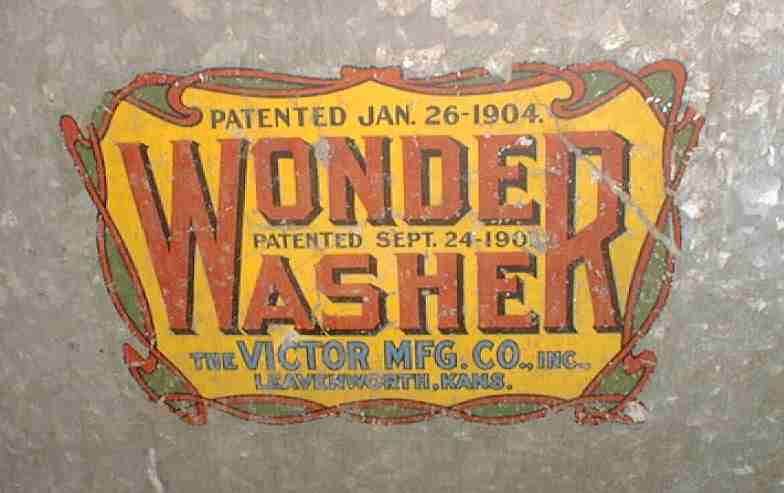 PATENTED JAN. 26-1904.
WONDER
PATENTED SEPT. 24-190
WASHER
THE VICTOR MFG. CO., INC.,
LEAVENWORTH, KANS.